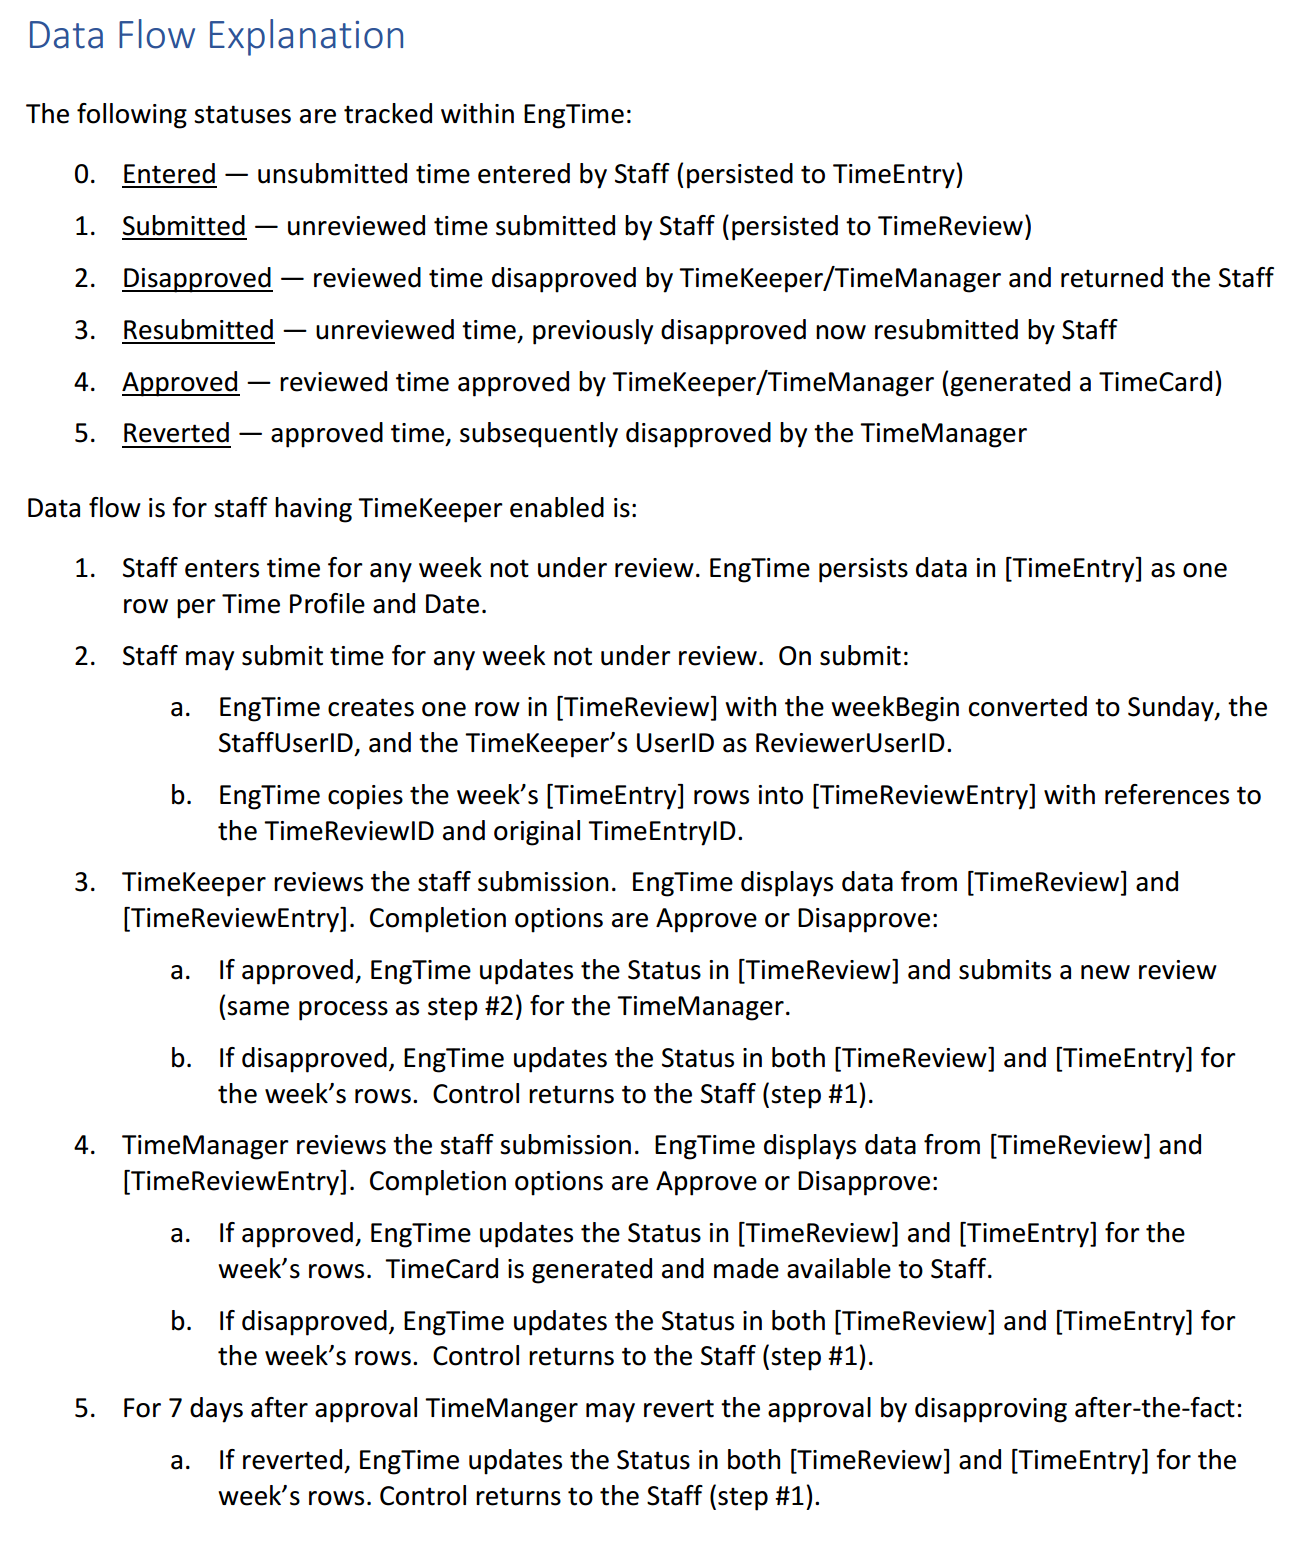 Data Flow Explanation
The following statuses are tracked within EngTime:
0. Entered — unsubmitted time entered by Staff (persisted to TimeEntry)
1. Submitted — unreviewed time submitted by Staff (persisted to TimeReview)
2. Disapproved — reviewed time disapproved by TimeKeeper/TimeManager and returned the Staff
3. Resubmitted — unreviewed time, previously disapproved now resubmitted by Staff
4. Approved — reviewed time approved by TimeKeeper/TimeManager (generated a TimeCard)
5. Reverted — approved time, subsequently disapproved by the TimeManager
Data flow is for staff having TimeKeeper enabled is:
1. Staff enters time for any week not under review. EngTime persists data in [TimeEntry] as one
row per Time Profile and Date.
2. Staff may submit time for any week not under review.  On submit:
a. EngTime creates one row in [TimeReview] with the weekBegin converted to Sunday, the
StaffUserID, and the TimeKeeper’s UserID as ReviewerUserID.
b. EngTime copies the week’s [TimeEntry] rows into [TimeReviewEntry] with references to
the TimeReviewID and original TimeEntryID.
3. TimeKeeper reviews the staff submission.  EngTime displays data from [TimeReview] and
[TimeReviewEntry].  Completion options are Approve or Disapprove:
a. If approved, EngTime updates the Status in [TimeReview] and submits a new review
(same process as step #2) for the TimeManager.
b. If disapproved, EngTime updates the Status in both [TimeReview] and [TimeEntry] for
the week’s rows.  Control returns to the Staff (step #1).
4. TimeManager reviews the staff submission.  EngTime displays data from [TimeReview] and
[TimeReviewEntry].  Completion options are Approve or Disapprove:
a. If approved, EngTime updates the Status in [TimeReview] and [TimeEntry] for the
week’s rows.  TimeCard is generated and made available to Staff.
b. If disapproved, EngTime updates the Status in both [TimeReview] and [TimeEntry] for
the week’s rows.  Control returns to the Staff (step #1).
5. For 7 days after approval TimeManger may revert the approval by disapproving after-the-fact:
a. If reverted, EngTime updates the Status in both [TimeReview] and [TimeEntry] for the
week’s rows. Control returns to the Staff (step #1).